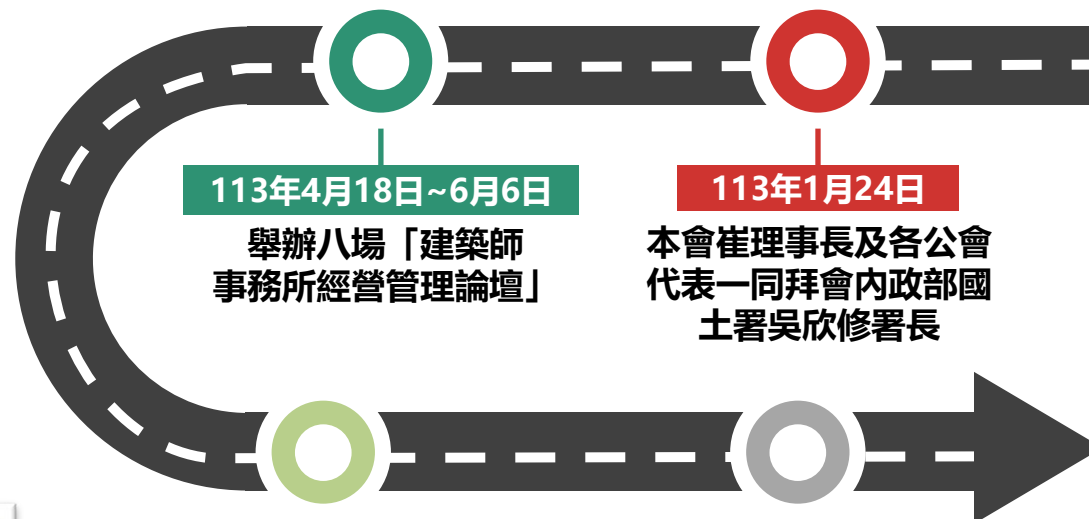 113年4月18日~6月6日
舉辦八場「建築師
事務所經營管理論壇」
113年1月24日
本會崔理事長及各公會
代表一同拜會內政部國
土署吳欣修署長